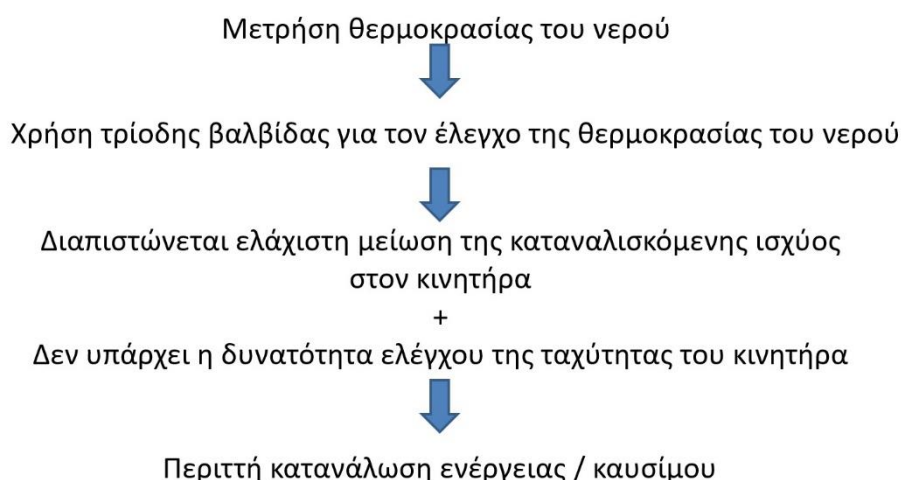 Μετρήση θερμοκρασίας του νερού
Χρήση τρίοδης βαλβίδας για τον έλεγχο της θερμοκρασίας του νερού
Διαπιστώνεται ελάχιστη μείωση της καταναλισκόμενης ισχύος
στον κινητήρα
+
Δεν υπάρχει η δυνατότητα ελέγχου της ταχύτητας του κινητήρα
Περιττή κατανάλωση ενέργειας / καυσίμου